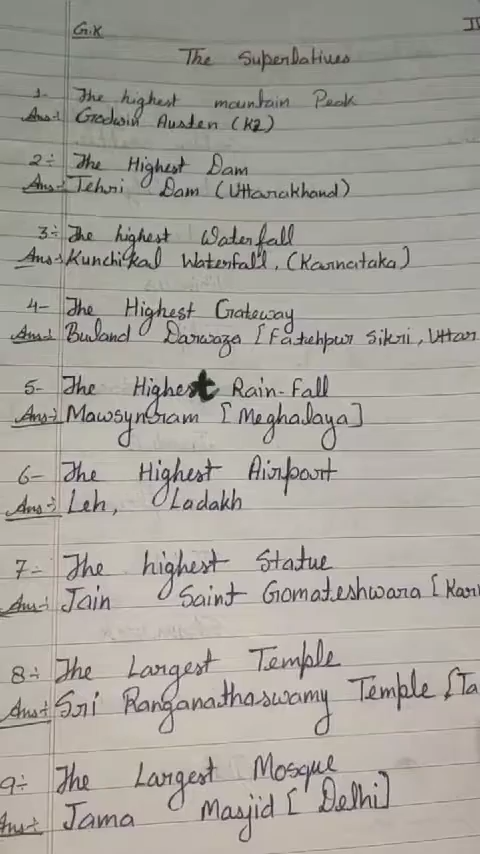 G.K
II
The Superlatives
1- The highest mountain Peak
Ans:- Godwin Austen (K2)
2÷ The Highest Dam
Ans:- Tehri Dam (Uttarakhand)
3÷ The highest Waterfall
Ans:- Kunchikal Waterfall, (Karnataka)
4- The Highest Gateway
Ans:- Buland Darwaza [Fatehpur Sikri, Uttar
5- The Highest Rain-Fall
Ans:- Mawsynram [Meghalaya]
6- The Highest Airport
Ans:- Leh, Ladakh
7- The highest Statue
Ans:- Jain Saint Gomateshwara [Kar
8÷ The Largest Temple
Ans:- Sri Ranganathaswamy Temple [Ta
9÷ The Largest Mosque
Ans:- Jama Masjid [Delhi]